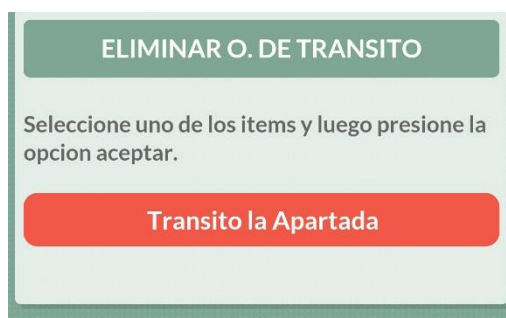 ELIMINAR O. DE TRANSITO
Seleccione uno de los items y luego presione la
opcion aceptar.
Transito la Apartada